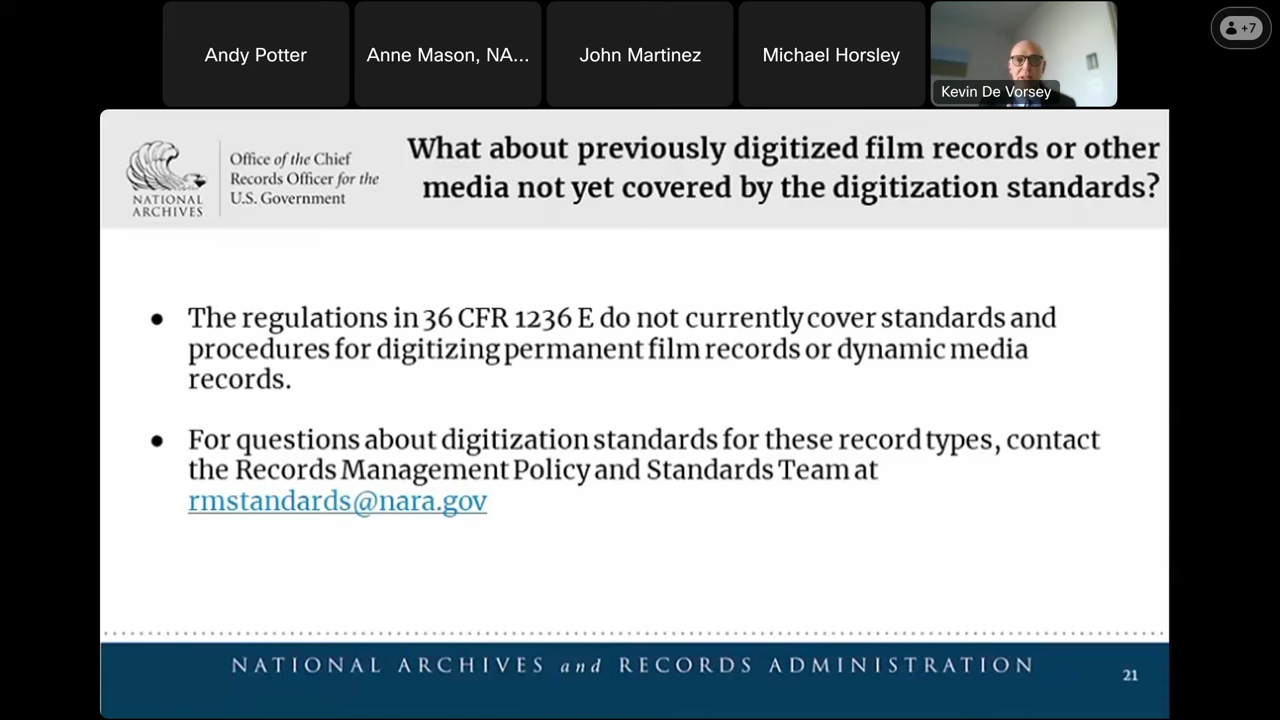 Andy Potter
Anne Mason, NA...
John Martinez
Michael Horsley
Kevin De Vorsey
+7
NATIONAL
ARCHIVES
Office of the Chief
Records Officer for the
U.S. Government
What about previously digitized film records or other
media not yet covered by the digitization standards?
● The regulations in 36 CFR 1236 E do not currently cover standards and
procedures for digitizing permanent film records or dynamic media
records.
● For questions about digitization standards for these record types, contact
the Records Management Policy and Standards Team at
rmstandards@nara.gov
NATIONAL ARCHIVES and RECORDS ADMINISTRATION
21